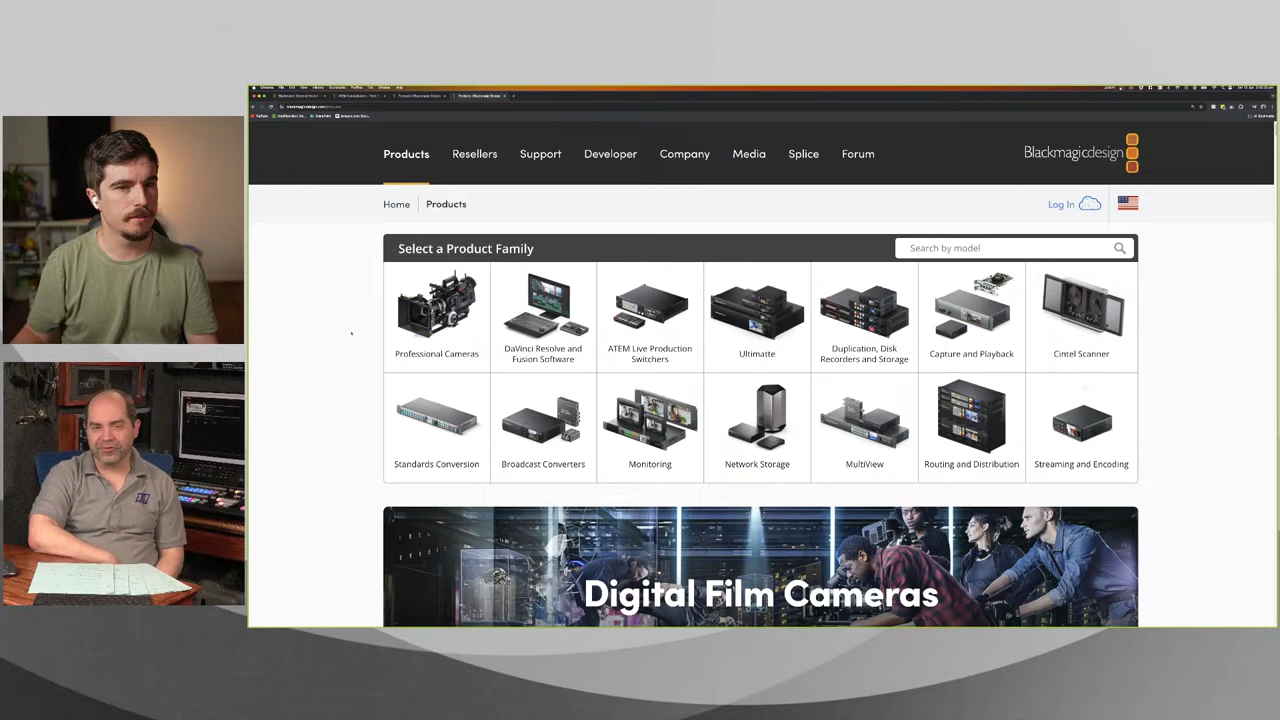 Products Resellers Support Developer Company Media Splice Forum
Blackmagicdesign
Home Products
Log In
Select a Product Family
Search by model
Professional Cameras
DaVinci Resolve and
Fusion Software
ATEM Live Production
Switchers
Ultimatte
Duplication, Disk
Recorders and Storage
Capture and Playback
Cintel Scanner
Standards Conversion
Broadcast Converters
Monitoring
Network Storage
MultiView
Routing and Distribution
Streaming and Encoding
Digital Film Cameras